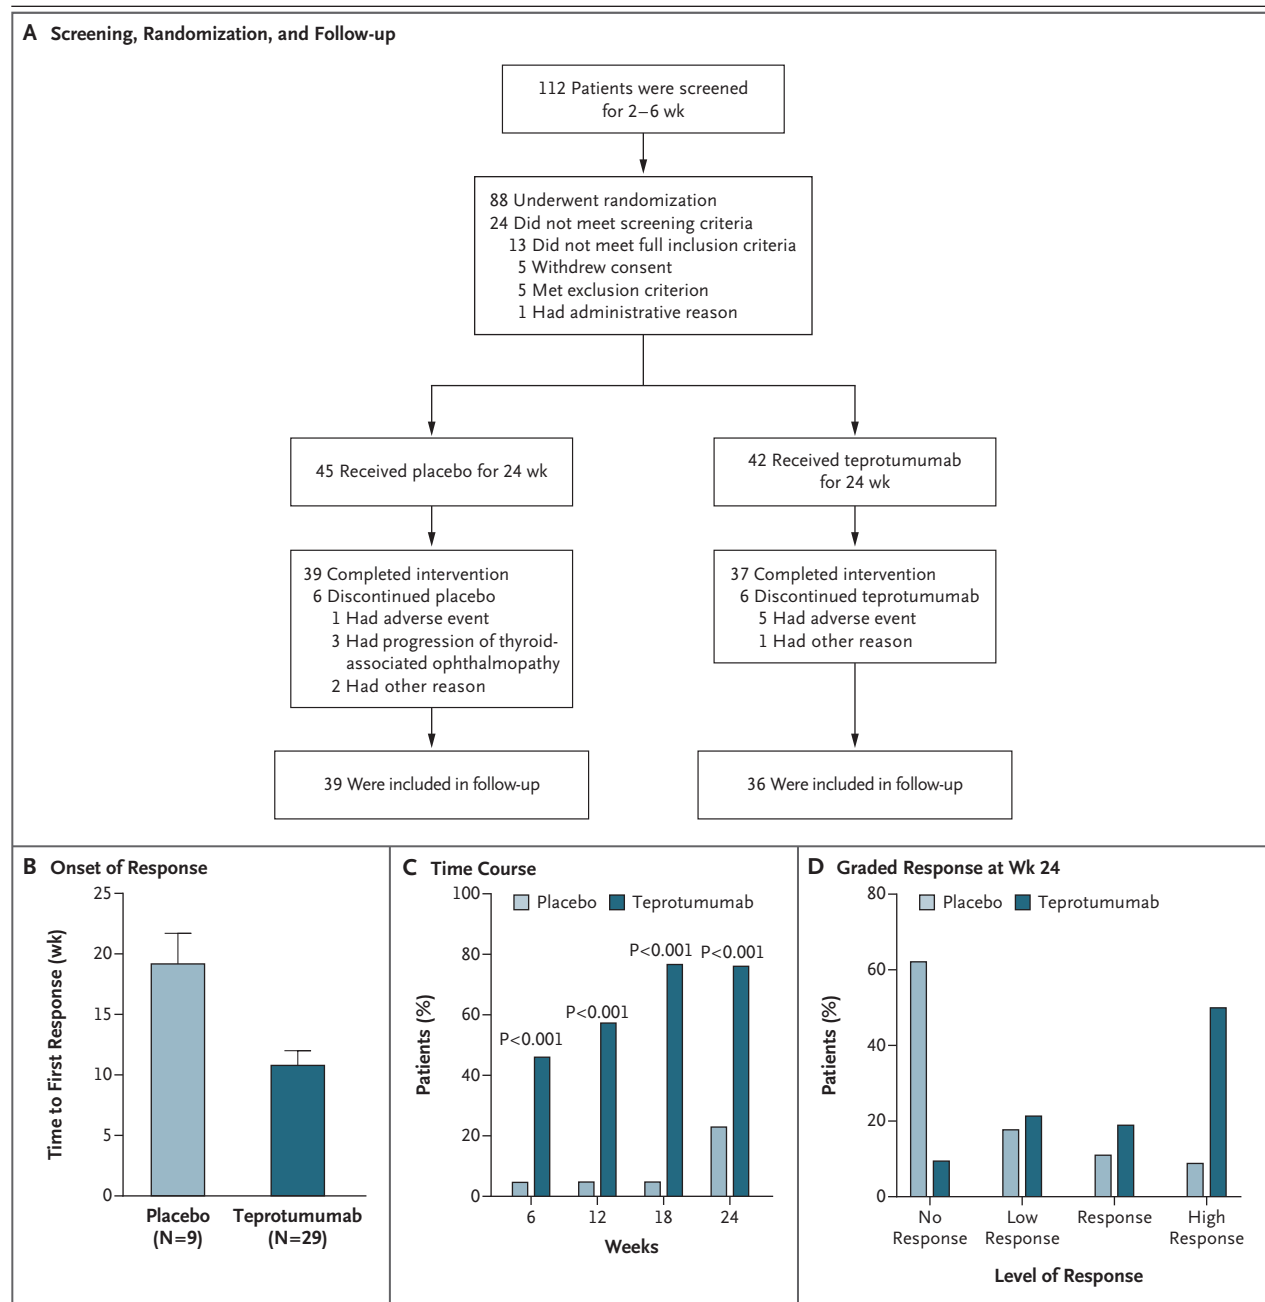 A Screening, Randomization, and Follow-up
112 Patients were screened
for 2–6 wk
88 Underwent randomization
24 Did not meet screening criteria
13 Did not meet full inclusion criteria
5 Withdrew consent
5 Met exclusion criterion
1 Had administrative reason
45 Received placebo for 24 wk
42 Received teprotumumab
for 24 wk
39 Completed intervention
6 Discontinued placebo
1 Had adverse event
3 Had progression of thyroid-
associated ophthalmopathy
2 Had other reason
37 Completed intervention
6 Discontinued teprotumumab
5 Had adverse event
1 Had other reason
39 Were included in follow-up
36 Were included in follow-up
B Onset of Response
Time to First Response (wk)
25
20
15
10
5
0
Placebo
(N=9)
Teprotumumab
(N=29)
C Time Course
Placebo
Teprotumumab
Patients (%)
100
80
60
40
20
0
P<0.001
P<0.001
P<0.001
P<0.001
6
12
18
24
Weeks
D Graded Response at Wk 24
Placebo
Teprotumumab
Patients (%)
80
60
40
20
0
No
Response
Low
Response
Response
High
Response
Level of Response